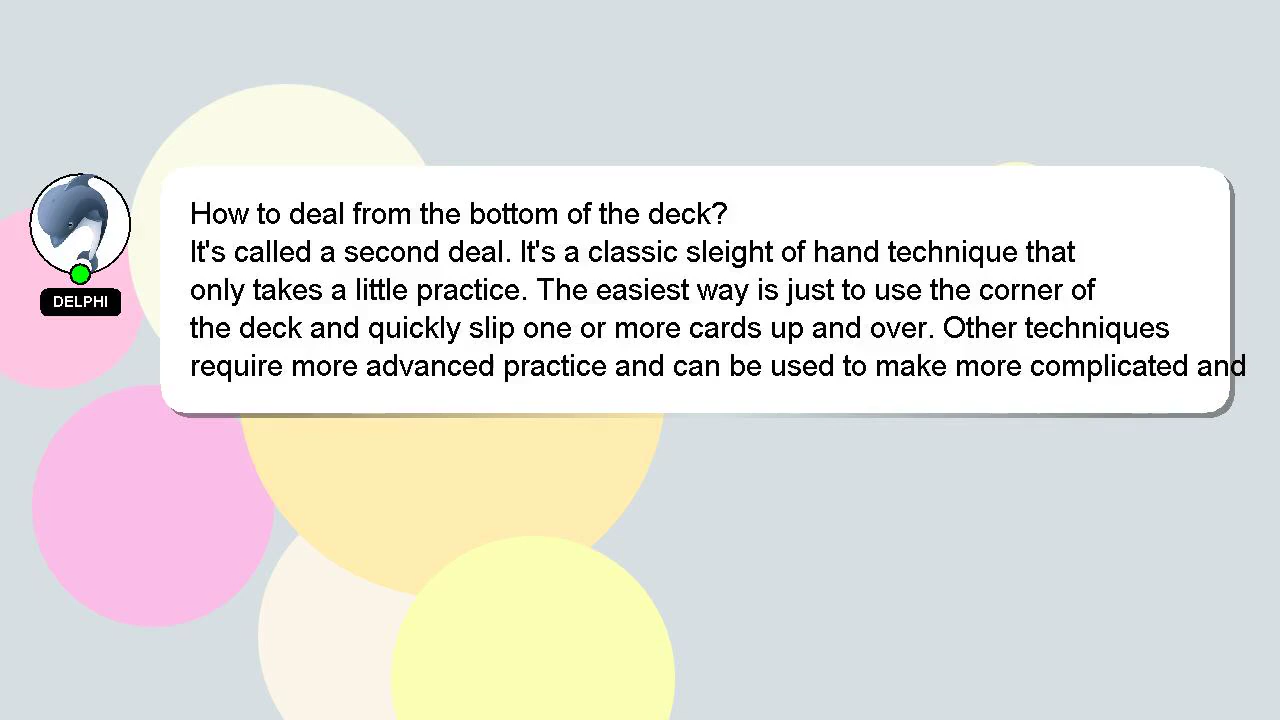 How to deal from the bottom of the deck?
It's called a second deal. It's a classic sleight of hand technique that
only takes a little practice. The easiest way is just to use the corner of
the deck and quickly slip one or more cards up and over. Other techniques
require more advanced practice and can be used to make more complicated and
DELPHI